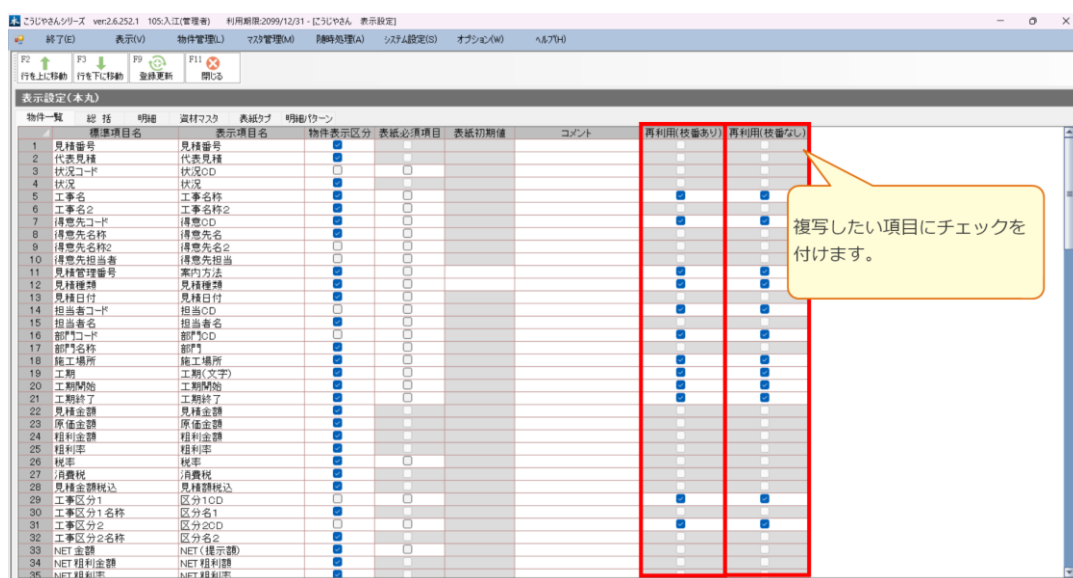 こうじやさんシリーズ ver:2.6.252.1 105:入江(管理者) 利用期限:2099/12/31 - [こうじやさん 表示設定]
終了(E) 表示(V) 物件管理(L) マスタ管理(M) 随時処理(A) システム設定(S) オプション(W) ヘルプ(H)
F2 F3 F9 F11
行を上に移動 行を下に移動 登録更新 閉じる
表示設定(本丸)
物件一覧 総括 明細 資材マスタ 表紙タブ 明細パターン
標準項目名 表示項目名 物件表示区分 表紙必須項目 表紙初期値 コメント 再利用(枝番あり) 再利用(枝番なし)
1 見積番号 見積番号
2 代表見積 代表見積
3 状況コード 状況CD
4 状況 状況
5 工事名 工事名称
6 工事名2 工事名称2
7 得意先コード 得意CD
8 得意先名称 得意先名
9 得意先名称2 得意先名2
10 得意先担当者 得意先担当
11 見積管理番号 案内方法
12 見積種類 見積種類
13 見積日付 見積日付
14 担当者コード 担当CD
15 担当者名 担当者名
16 部門コード 部門CD
17 部門名称 部門
18 施工場所 施工場所
19 工期 工期(文字)
20 工期開始 工期開始
21 工期終了 工期終了
22 見積金額 見積金額
23 原価金額 原価金額
24 粗利金額 粗利金額
25 粗利率 粗利率
26 税率 税率
27 消費税 消費税
28 見積金額税込 見積額税込
29 工事区分1 区分1CD
30 工事区分1名称 区分名1
31 工事区分2 区分2CD
32 工事区分2名称 区分名2
33 NET金額 NET(提示額)
34 NET粗利金額 NET粗利額
35 NET粗利率 NET粗利率
複写したい項目にチェックを
付けます。